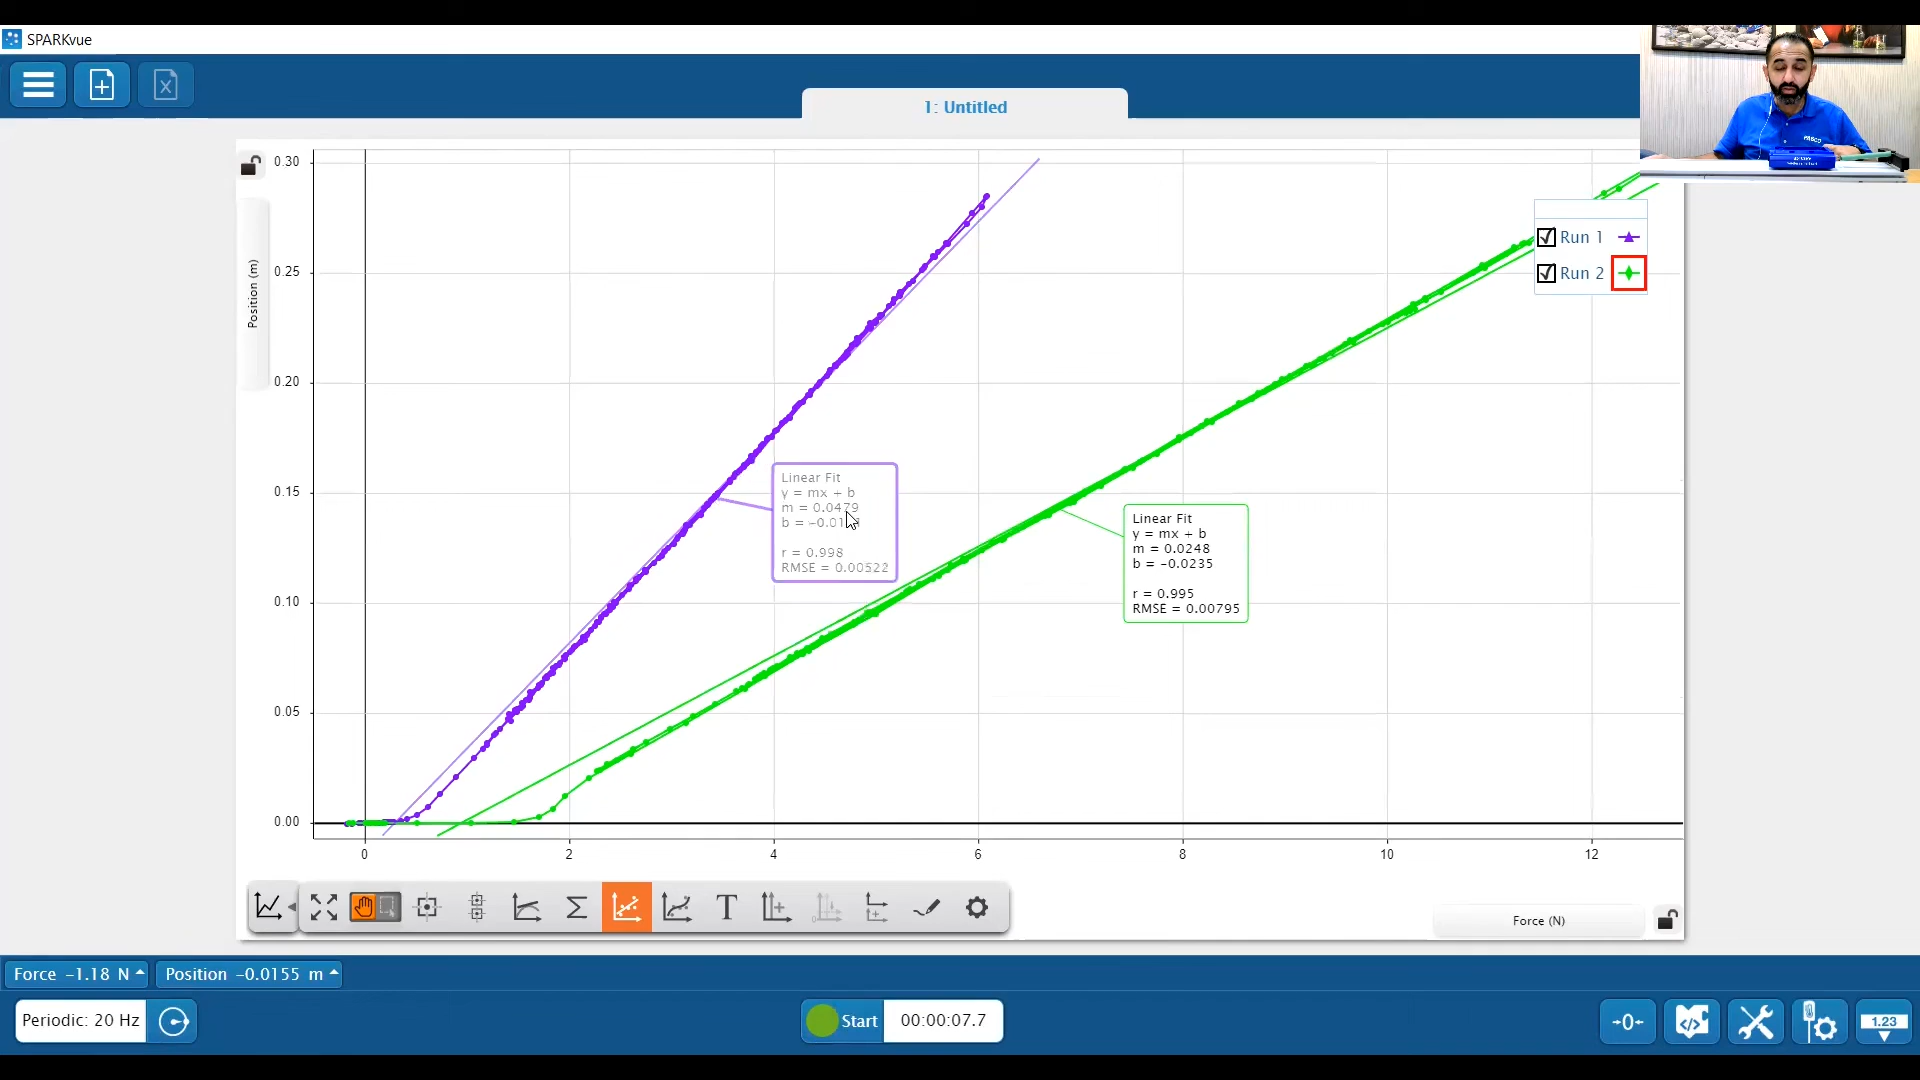 SPARKvue
1: Untitled
0.30
0.25
0.20
0.15
0.10
0.05
0.00
Position (m)
Run 1
Run 2
Linear Fit
y = mx + b
m = 0.0479
r = 0.998
RMSE = 0.00522
Linear Fit
y = mx + b
m = 0.0248
b = -0.0235
r = 0.995
RMSE = 0.00795
0
2
4
6
8
10
12
Force (N)
Force -1.18 N
Position -0.0155 m
Periodic: 20 Hz
Start
00:00:07.7
1.23